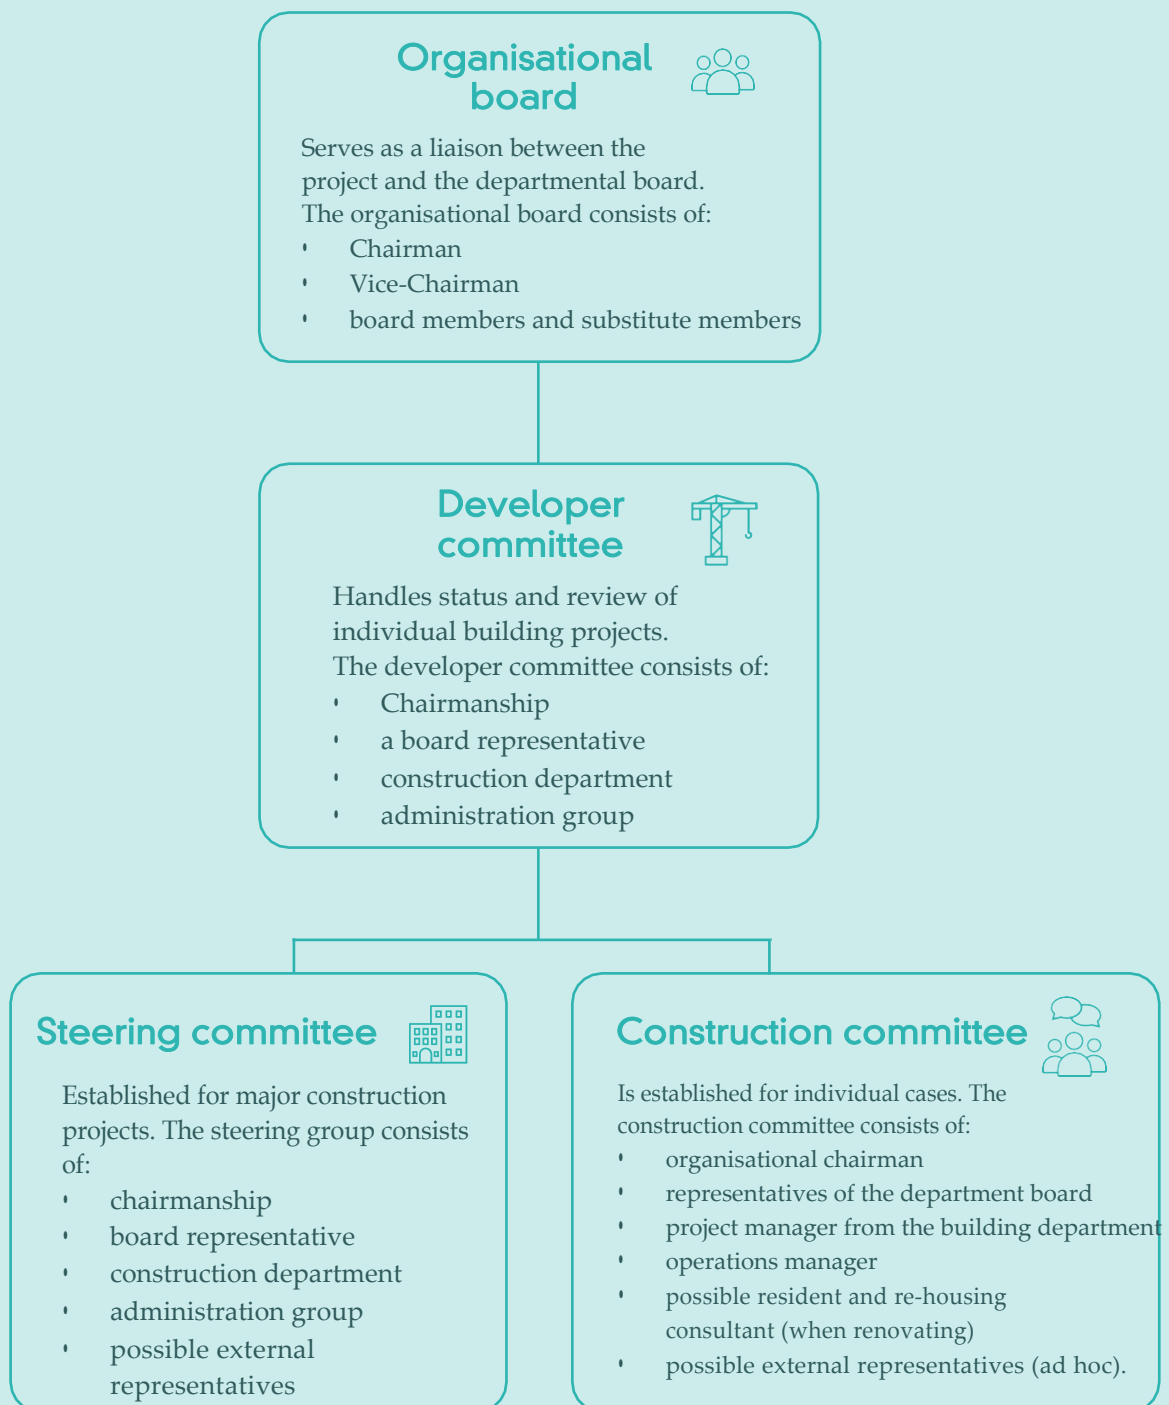 Organisational
board
Serves as a liaison between the
project and the departmental board.
The organisational board consists of:
• Chairman
• Vice-Chairman
• board members and substitute members
Developer
committee
Handles status and review of
individual building projects.
The developer committee consists of:
• Chairmanship
• a board representative
• construction department
• administration group
Steering committee
Established for major construction
projects. The steering group consists
of:
• chairmanship
• board representative
• construction department
• administration group
• possible external
representatives
Construction committee
Is established for individual cases. The
construction committee consists of:
• organisational chairman
• representatives of the department board
• project manager from the building department
• operations manager
• possible resident and re-housing
consultant (when renovating)
• possible external representatives (ad hoc).